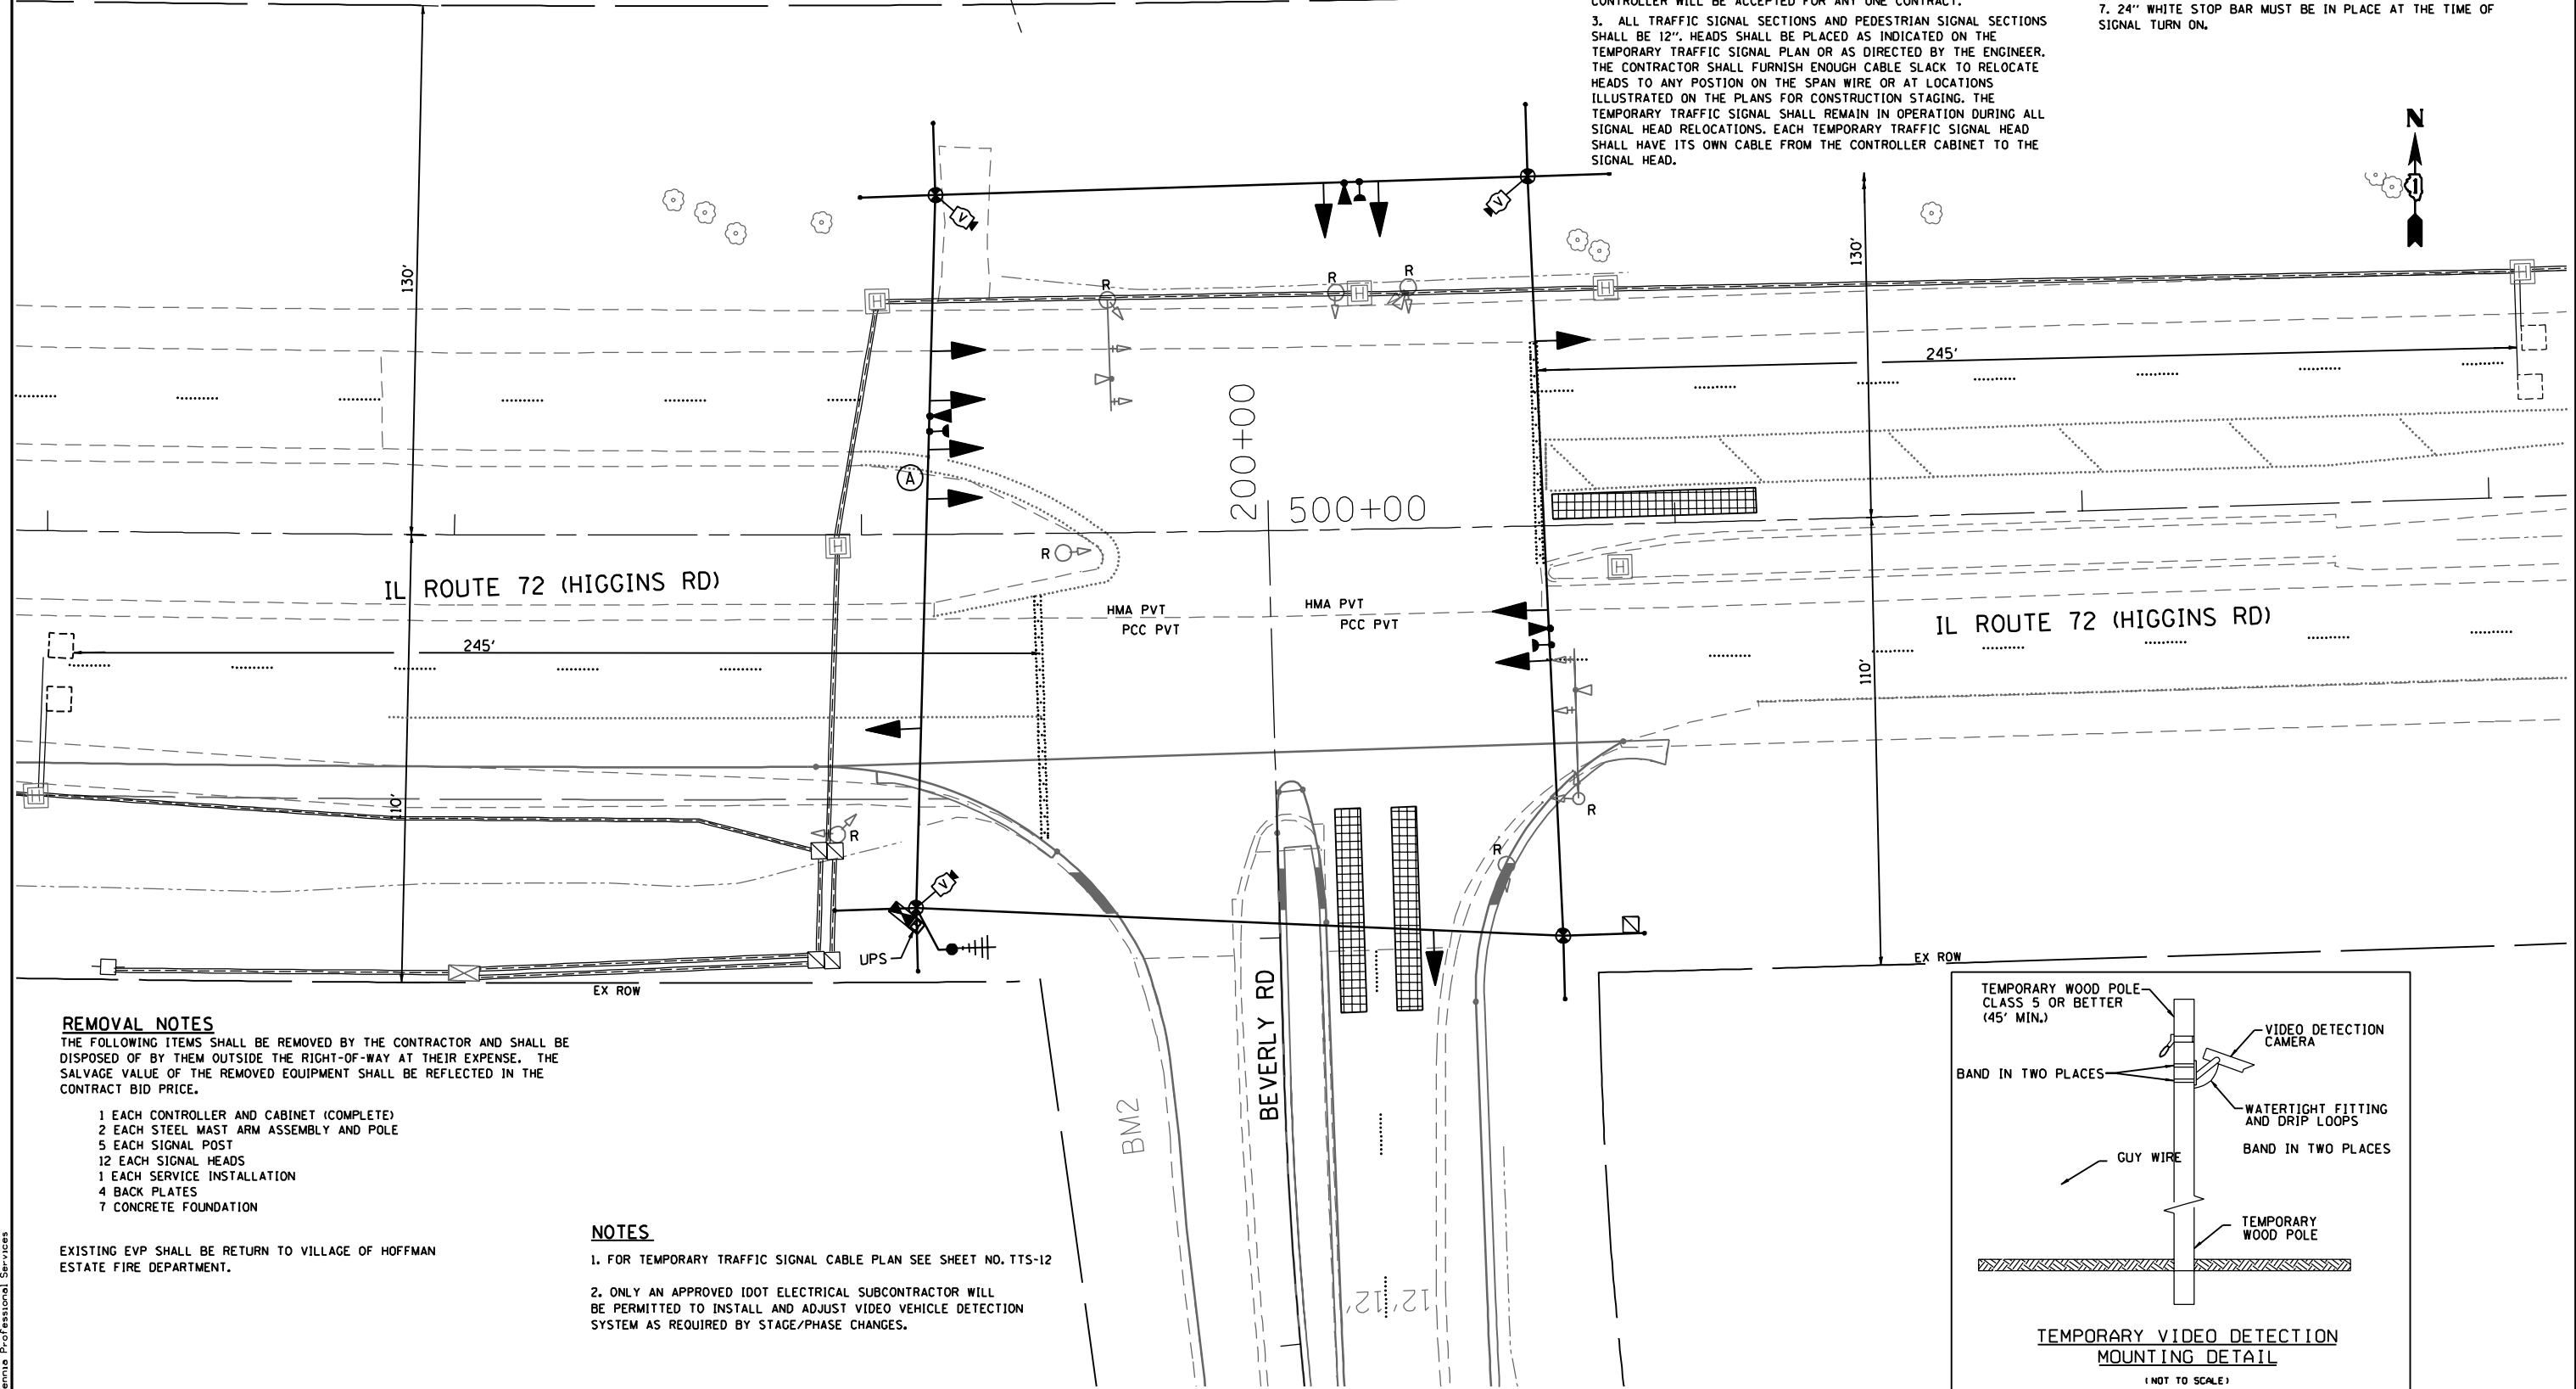 CONTROLLER WILL BE ACCEPTED FOR ANY ONE CONTRACT.
3. ALL TRAFFIC SIGNAL SECTIONS AND PEDESTRIAN SIGNAL SECTIONS
SHALL BE 12". HEADS SHALL BE PLACED AS INDICATED ON THE
TEMPORARY TRAFFIC SIGNAL PLAN OR AS DIRECTED BY THE ENGINEER.
THE CONTRACTOR SHALL FURNISH ENOUGH CABLE SLACK TO RELOCATE
HEADS TO ANY POSTION ON THE SPAN WIRE OR AT LOCATIONS
ILLUSTRATED ON THE PLANS FOR CONSTRUCTION STAGING. THE
TEMPORARY TRAFFIC SIGNAL SHALL REMAIN IN OPERATION DURING ALL
SIGNAL HEAD RELOCATIONS. EACH TEMPORARY TRAFFIC SIGNAL HEAD
SHALL HAVE ITS OWN CABLE FROM THE CONTROLLER CABINET TO THE
SIGNAL HEAD.
7. 24" WHITE STOP BAR MUST BE IN PLACE AT THE TIME OF
SIGNAL TURN ON.
N
1
V
V
130'
130'
H
R
R
H
R
H
H
245'
200+00
500+00
A
H
R
H
IL ROUTE 72 (HIGGINS RD)
HMA PVT
PCC PVT
HMA PVT
PCC PVT
IL ROUTE 72 (HIGGINS RD)
245'
110'
H
110'
R
R
R
V
UPS
EX ROW
EX ROW
BEVERLY RD
BM2
12'
12'
REMOVAL NOTES
THE FOLLOWING ITEMS SHALL BE REMOVED BY THE CONTRACTOR AND SHALL BE
DISPOSED OF BY THEM OUTSIDE THE RIGHT-OF-WAY AT THEIR EXPENSE. THE
SALVAGE VALUE OF THE REMOVED EQUIPMENT SHALL BE REFLECTED IN THE
CONTRACT BID PRICE.
1 EACH CONTROLLER AND CABINET (COMPLETE)
2 EACH STEEL MAST ARM ASSEMBLY AND POLE
5 EACH SIGNAL POST
12 EACH SIGNAL HEADS
1 EACH SERVICE INSTALLATION
4 BACK PLATES
7 CONCRETE FOUNDATION
EXISTING EVP SHALL BE RETURN TO VILLAGE OF HOFFMAN
ESTATE FIRE DEPARTMENT.
NOTES
1. FOR TEMPORARY TRAFFIC SIGNAL CABLE PLAN SEE SHEET NO. TTS-12
2. ONLY AN APPROVED IDOT ELECTRICAL SUBCONTRACTOR WILL
BE PERMITTED TO INSTALL AND ADJUST VIDEO VEHICLE DETECTION
SYSTEM AS REQUIRED BY STAGE/PHASE CHANGES.
TEMPORARY WOOD POLE
CLASS 5 OR BETTER
(45' MIN.)
VIDEO DETECTION
CAMERA
BAND IN TWO PLACES
WATERTIGHT FITTING
AND DRIP LOOPS
BAND IN TWO PLACES
GUY WIRE
TEMPORARY
WOOD POLE
TEMPORARY VIDEO DETECTION
MOUNTING DETAIL
(NOT TO SCALE)
Professional Services